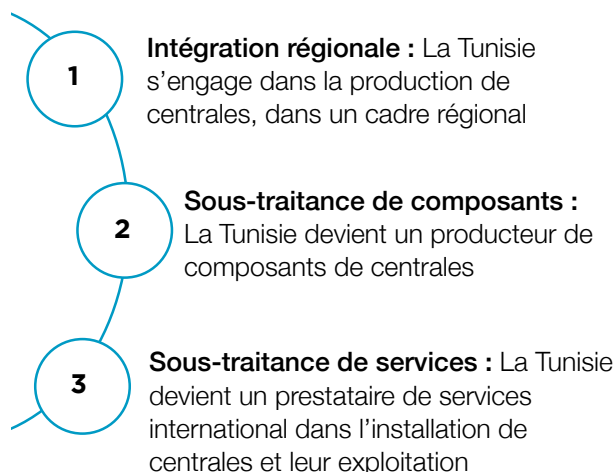 1
Intégration régionale : La Tunisie
s’engage dans la production de
centrales, dans un cadre régional
2
Sous-traitance de composants :
La Tunisie devient un producteur de
composants de centrales
3
Sous-traitance de services : La Tunisie
devient un prestataire de services
international dans l’installation de
centrales et leur exploitation